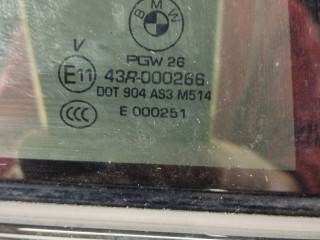 BMW
V
PGW 26
E11 43R-000266
DOT 904 AS3 M514
CCC E 000251